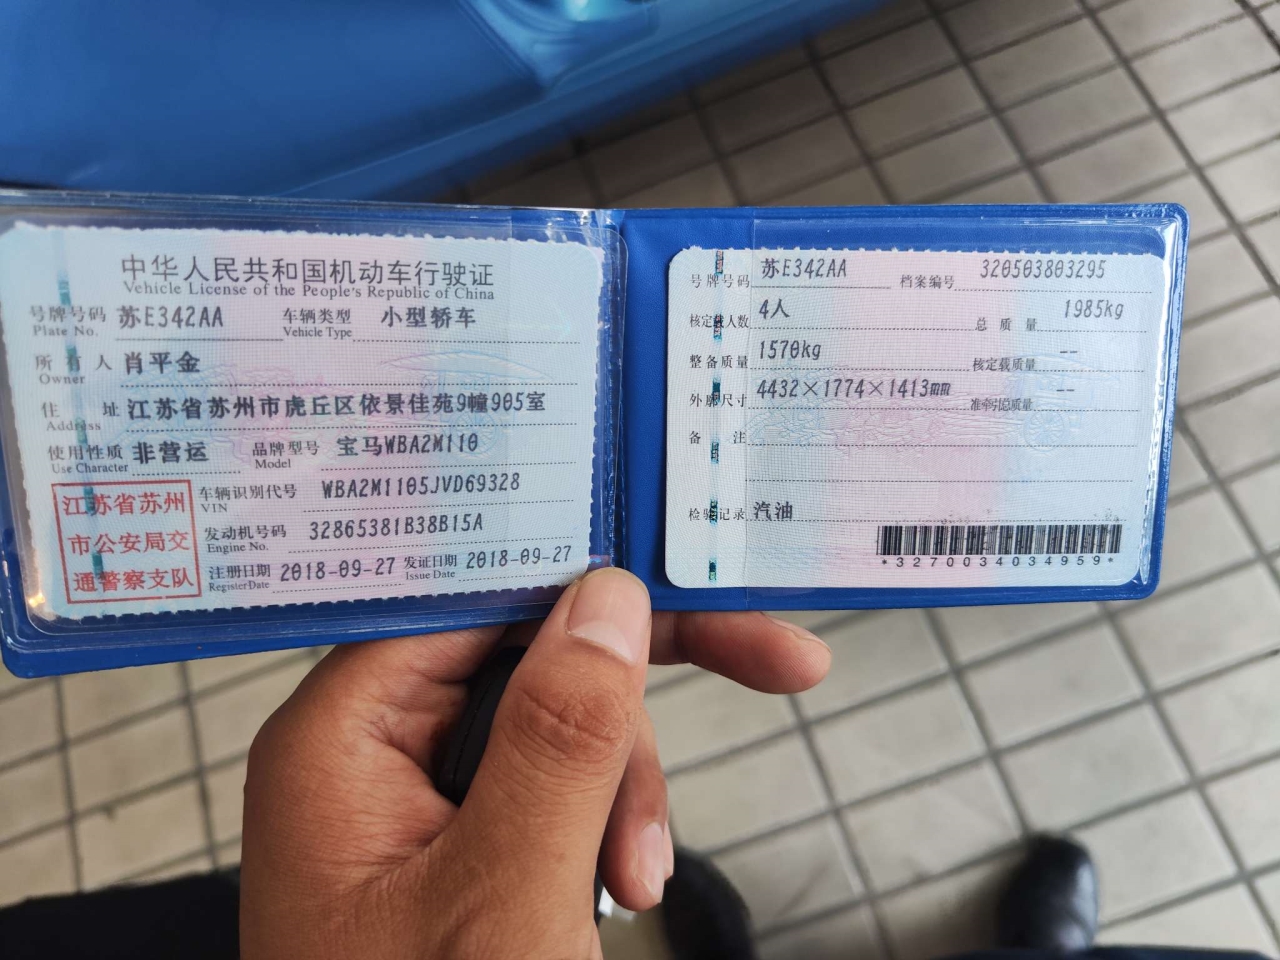 中华人民共和国机动车行驶证
Vehicle License of the People's Republic of China
号牌号码 苏E342AA 车辆类型 小型轿车
Plate No. Vehicle Type
所有人 肖平金
Owner
住址 江苏省苏州市虎丘区依景佳苑9幢905室
Address
使用性质 非营运 品牌型号 宝马WBA2M110
Use Character Model
江苏省苏州
市公安局交
通警察支队
车辆识别代号 WBA2M1105JVD69328
VIN
发动机号码 32865381B38B15A
Engine No.
注册日期 2018-09-27 发证日期 2018-09-27
Register Date Issue Date
号牌号码 苏E342AA 档案编号 320503803295
核定载人数 4人 总质量 1985kg
整备质量 1570kg 核定载质量 --
外廓尺寸 4432×1774×1413mm 准牵引总质量 --
备注
检验记录 汽油
*3270034034959*